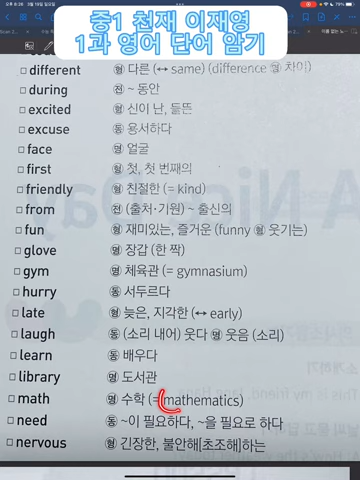 중1 천재 이재영
1과 영어 단어 암기
different 형 다른 (↔ same) (difference 명 차이)
during 전 ~ 동안
excited 형 신이 난, 들뜬
excuse 동 용서하다
face 명 얼굴
first 형 첫, 첫 번째의
friendly 형 친절한 (= kind)
from 전 (출처·기원) ~ 출신의
fun 형 재미있는, 즐거운 (funny 형 웃기는)
glove 명 장갑 (한 짝)
gym 명 체육관 (= gymnasium)
hurry 동 서두르다
late 형 늦은, 지각한 (↔ early)
laugh 동 (소리 내어) 웃다 명 웃음 (소리)
learn 동 배우다
library 명 도서관
math 명 수학 (= mathematics)
need 동 ~이 필요하다, ~을 필요로 하다
nervous 형 긴장한, 불안해[초조해]하는